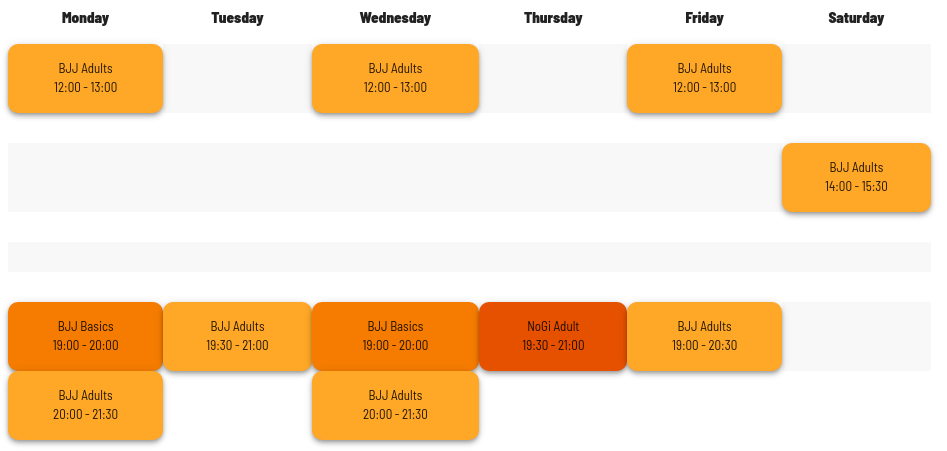 Monday
Tuesday
Wednesday
Thursday
Friday
Saturday
BJJ Adults
12:00 - 13:00
BJJ Adults
12:00 - 13:00
BJJ Adults
12:00 - 13:00
BJJ Adults
14:00 - 15:30
BJJ Basics
19:00 - 20:00
BJJ Adults
19:30 - 21:00
BJJ Basics
19:00 - 20:00
NoGi Adult
19:30 - 21:00
BJJ Adults
19:00 - 20:30
BJJ Adults
20:00 - 21:30
BJJ Adults
20:00 - 21:30